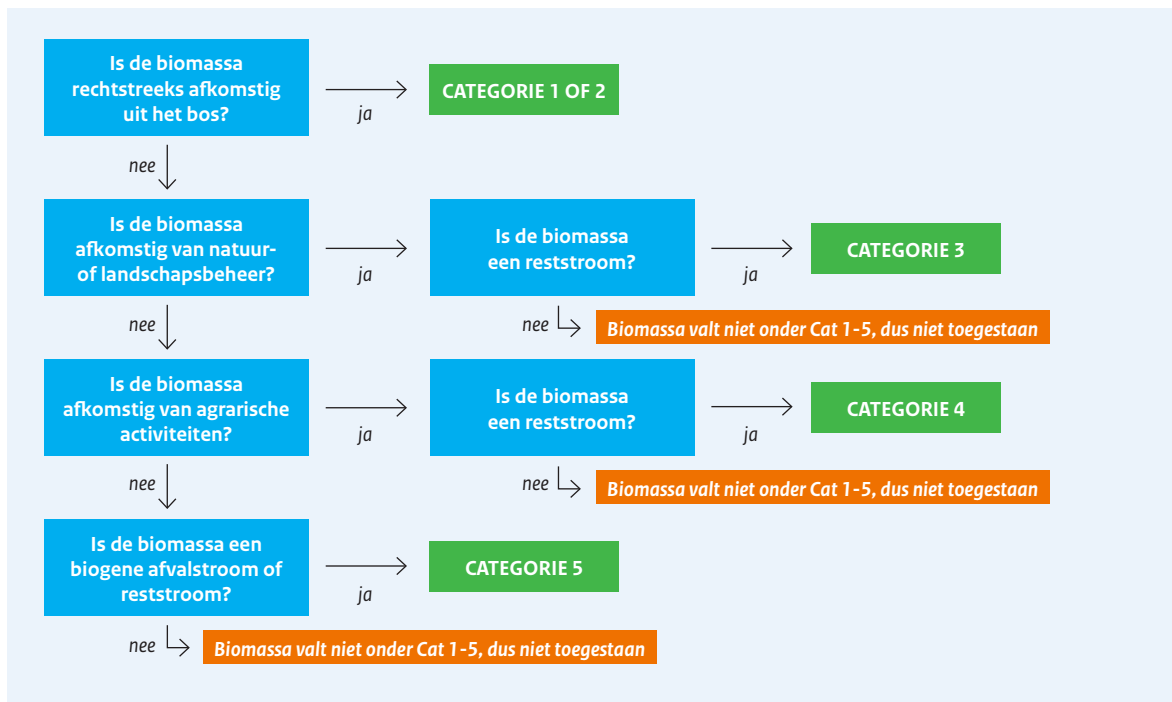 Is de biomassa
rechtstreeks afkomstig
uit het bos?
ja
CATEGORIE 1 OF 2
nee
Is de biomassa
afkomstig van natuur-
of landschapsbeheer?
ja
Is de biomassa
een reststroom?
ja
CATEGORIE 3
nee
Biomassa valt niet onder Cat 1-5, dus niet toegestaan
nee
Is de biomassa
afkomstig van agrarische
activiteiten?
ja
Is de biomassa
een reststroom?
ja
CATEGORIE 4
nee
Biomassa valt niet onder Cat 1-5, dus niet toegestaan
nee
Is de biomassa een
biogene afvalstroom of
reststroom?
ja
CATEGORIE 5
nee
Biomassa valt niet onder Cat 1-5, dus niet toegestaan